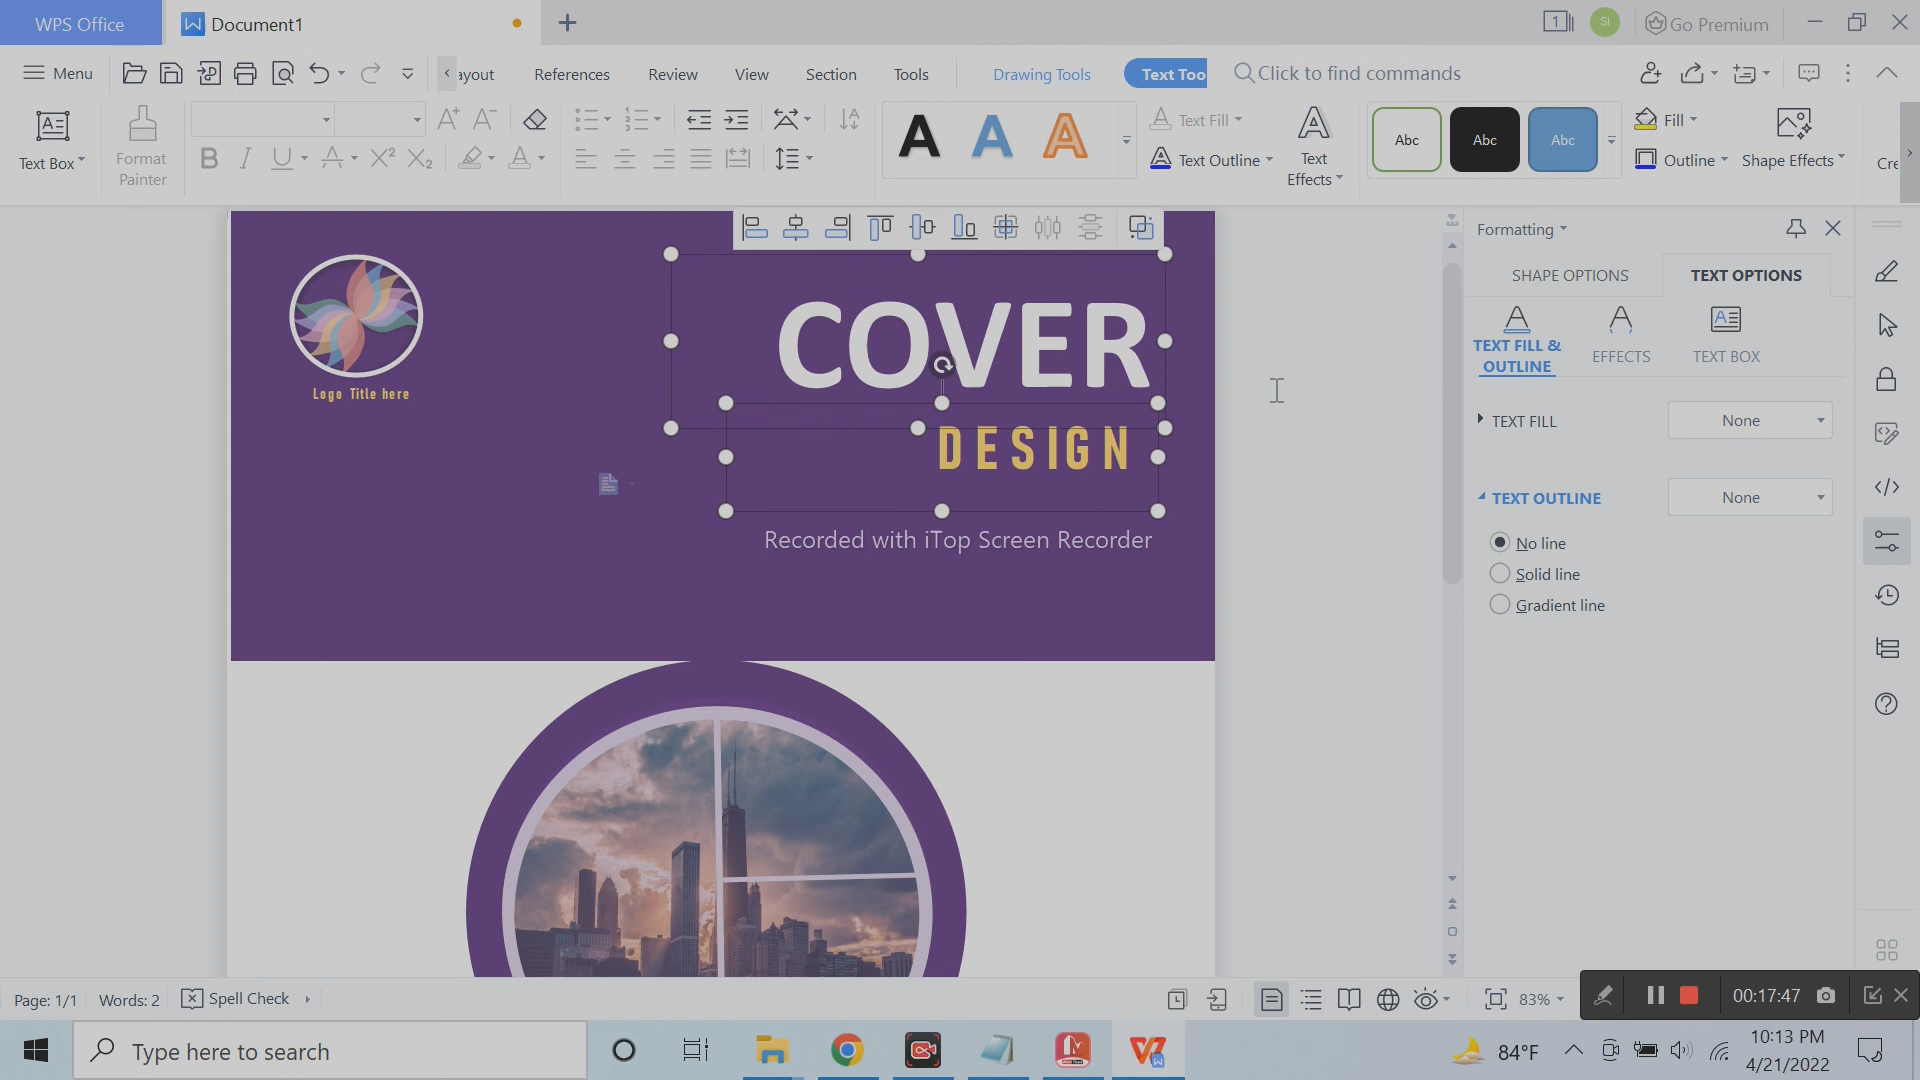 WPS Office
Document1
1
SI
Go Premium
Menu
ayout
References
Review
View
Section
Tools
Drawing Tools
Text Too
Click to find commands
Text Box
Format
Painter
B I U A X² X₂ A
A A A
Text Fill
Text Outline
Text
Effects
Abc
Abc
Abc
Fill
Outline
Shape Effects
Cre
Logo Title here
COVER
DESIGN
Recorded with iTop Screen Recorder
Formatting
SHAPE OPTIONS
TEXT OPTIONS
TEXT FILL &
OUTLINE
EFFECTS
TEXT BOX
TEXT FILL
None
TEXT OUTLINE
None
No line
Solid line
Gradient line
Page: 1/1
Words: 2
Spell Check
83%
00:17:47
Type here to search
84°F
10:13 PM
4/21/2022